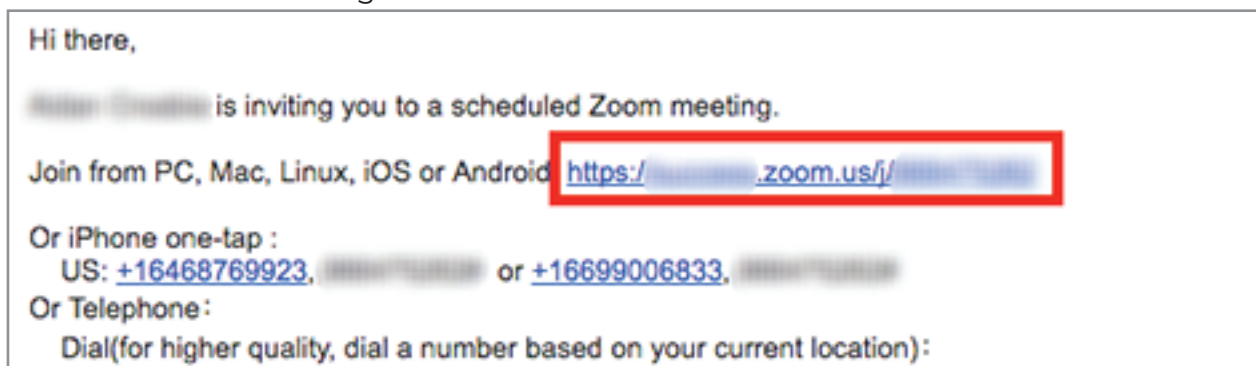 Hi there,
is inviting you to a scheduled Zoom meeting.
Join from PC, Mac, Linux, iOS or Android: https:/ .zoom.us/j/
Or iPhone one-tap :
US: +16468769923, or +16699006833,
Or Telephone:
Dial(for higher quality, dial a number based on your current location):